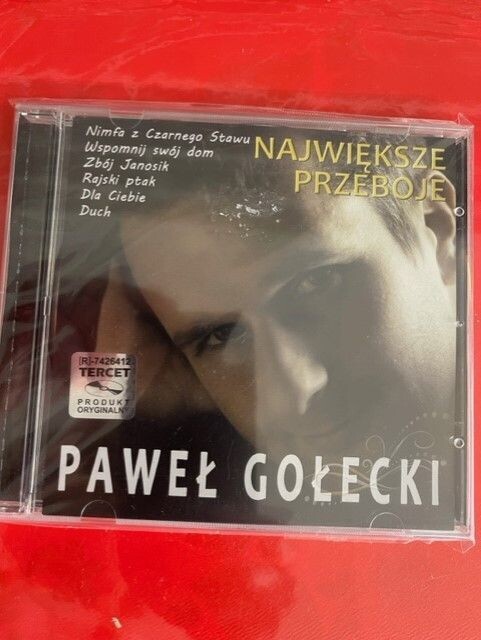 Nimfa z Czarnego Stawu
Wspomnij swój dom
Zbój Janosik
Rajski ptak
Dla Ciebie
Duch
NAJWIĘKSZE
PRZEBOJE
[R]-7426412
TERCET
PRODUKT
ORYGINALNY
PAWEŁ GOŁECKI